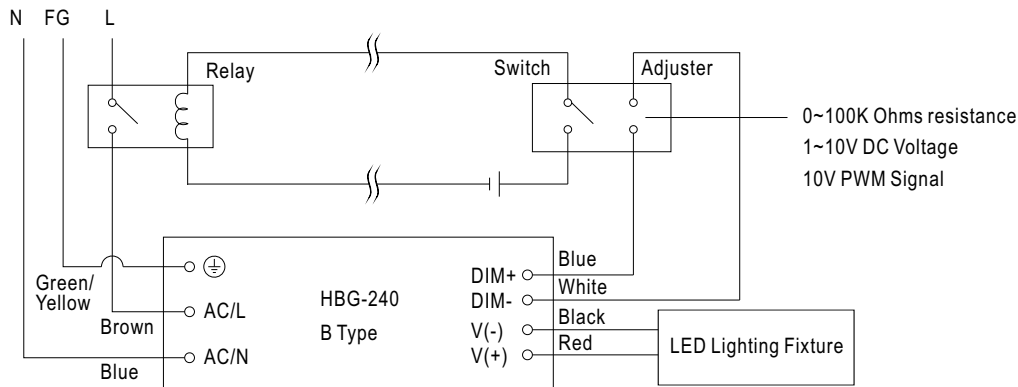 N FG L
Relay
Switch
Adjuster
0~100K Ohms resistance
1~10V DC Voltage
10V PWM Signal
Green/
Yellow
Brown
Blue
AC/L
AC/N
HBG-240
B Type
DIM+
DIM-
V(-)
V(+)
Blue
White
Black
Red
LED Lighting Fixture